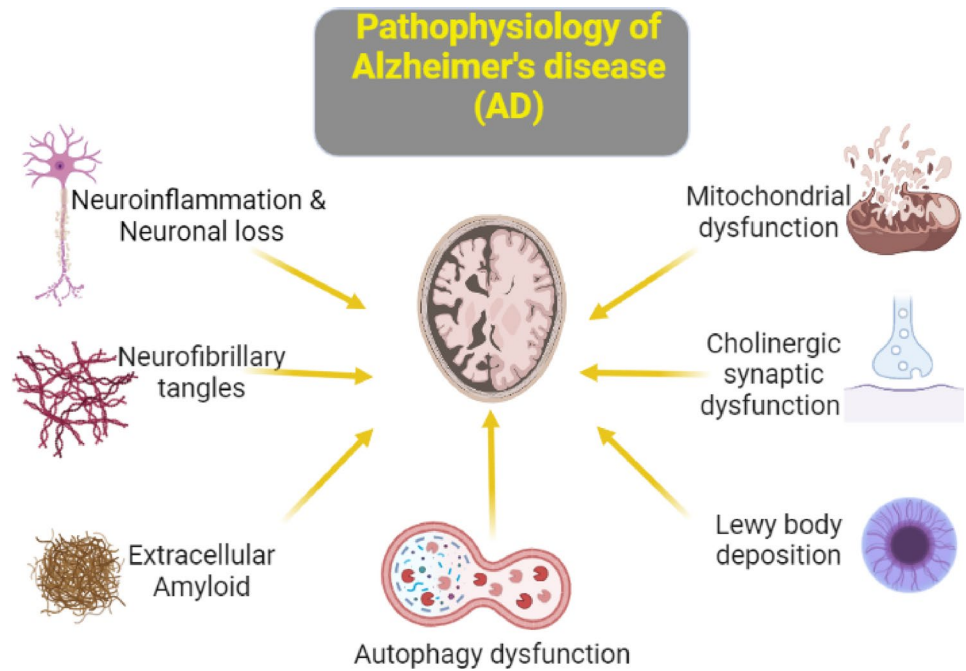 Pathophysiology of
Alzheimer's disease
(AD)
Neuroinflammation &
Neuronal loss
Mitochondrial
dysfunction
Neurofibrillary
tangles
Cholinergic
synaptic
dysfunction
Extracellular
Amyloid
Lewy body
deposition
Autophagy dysfunction